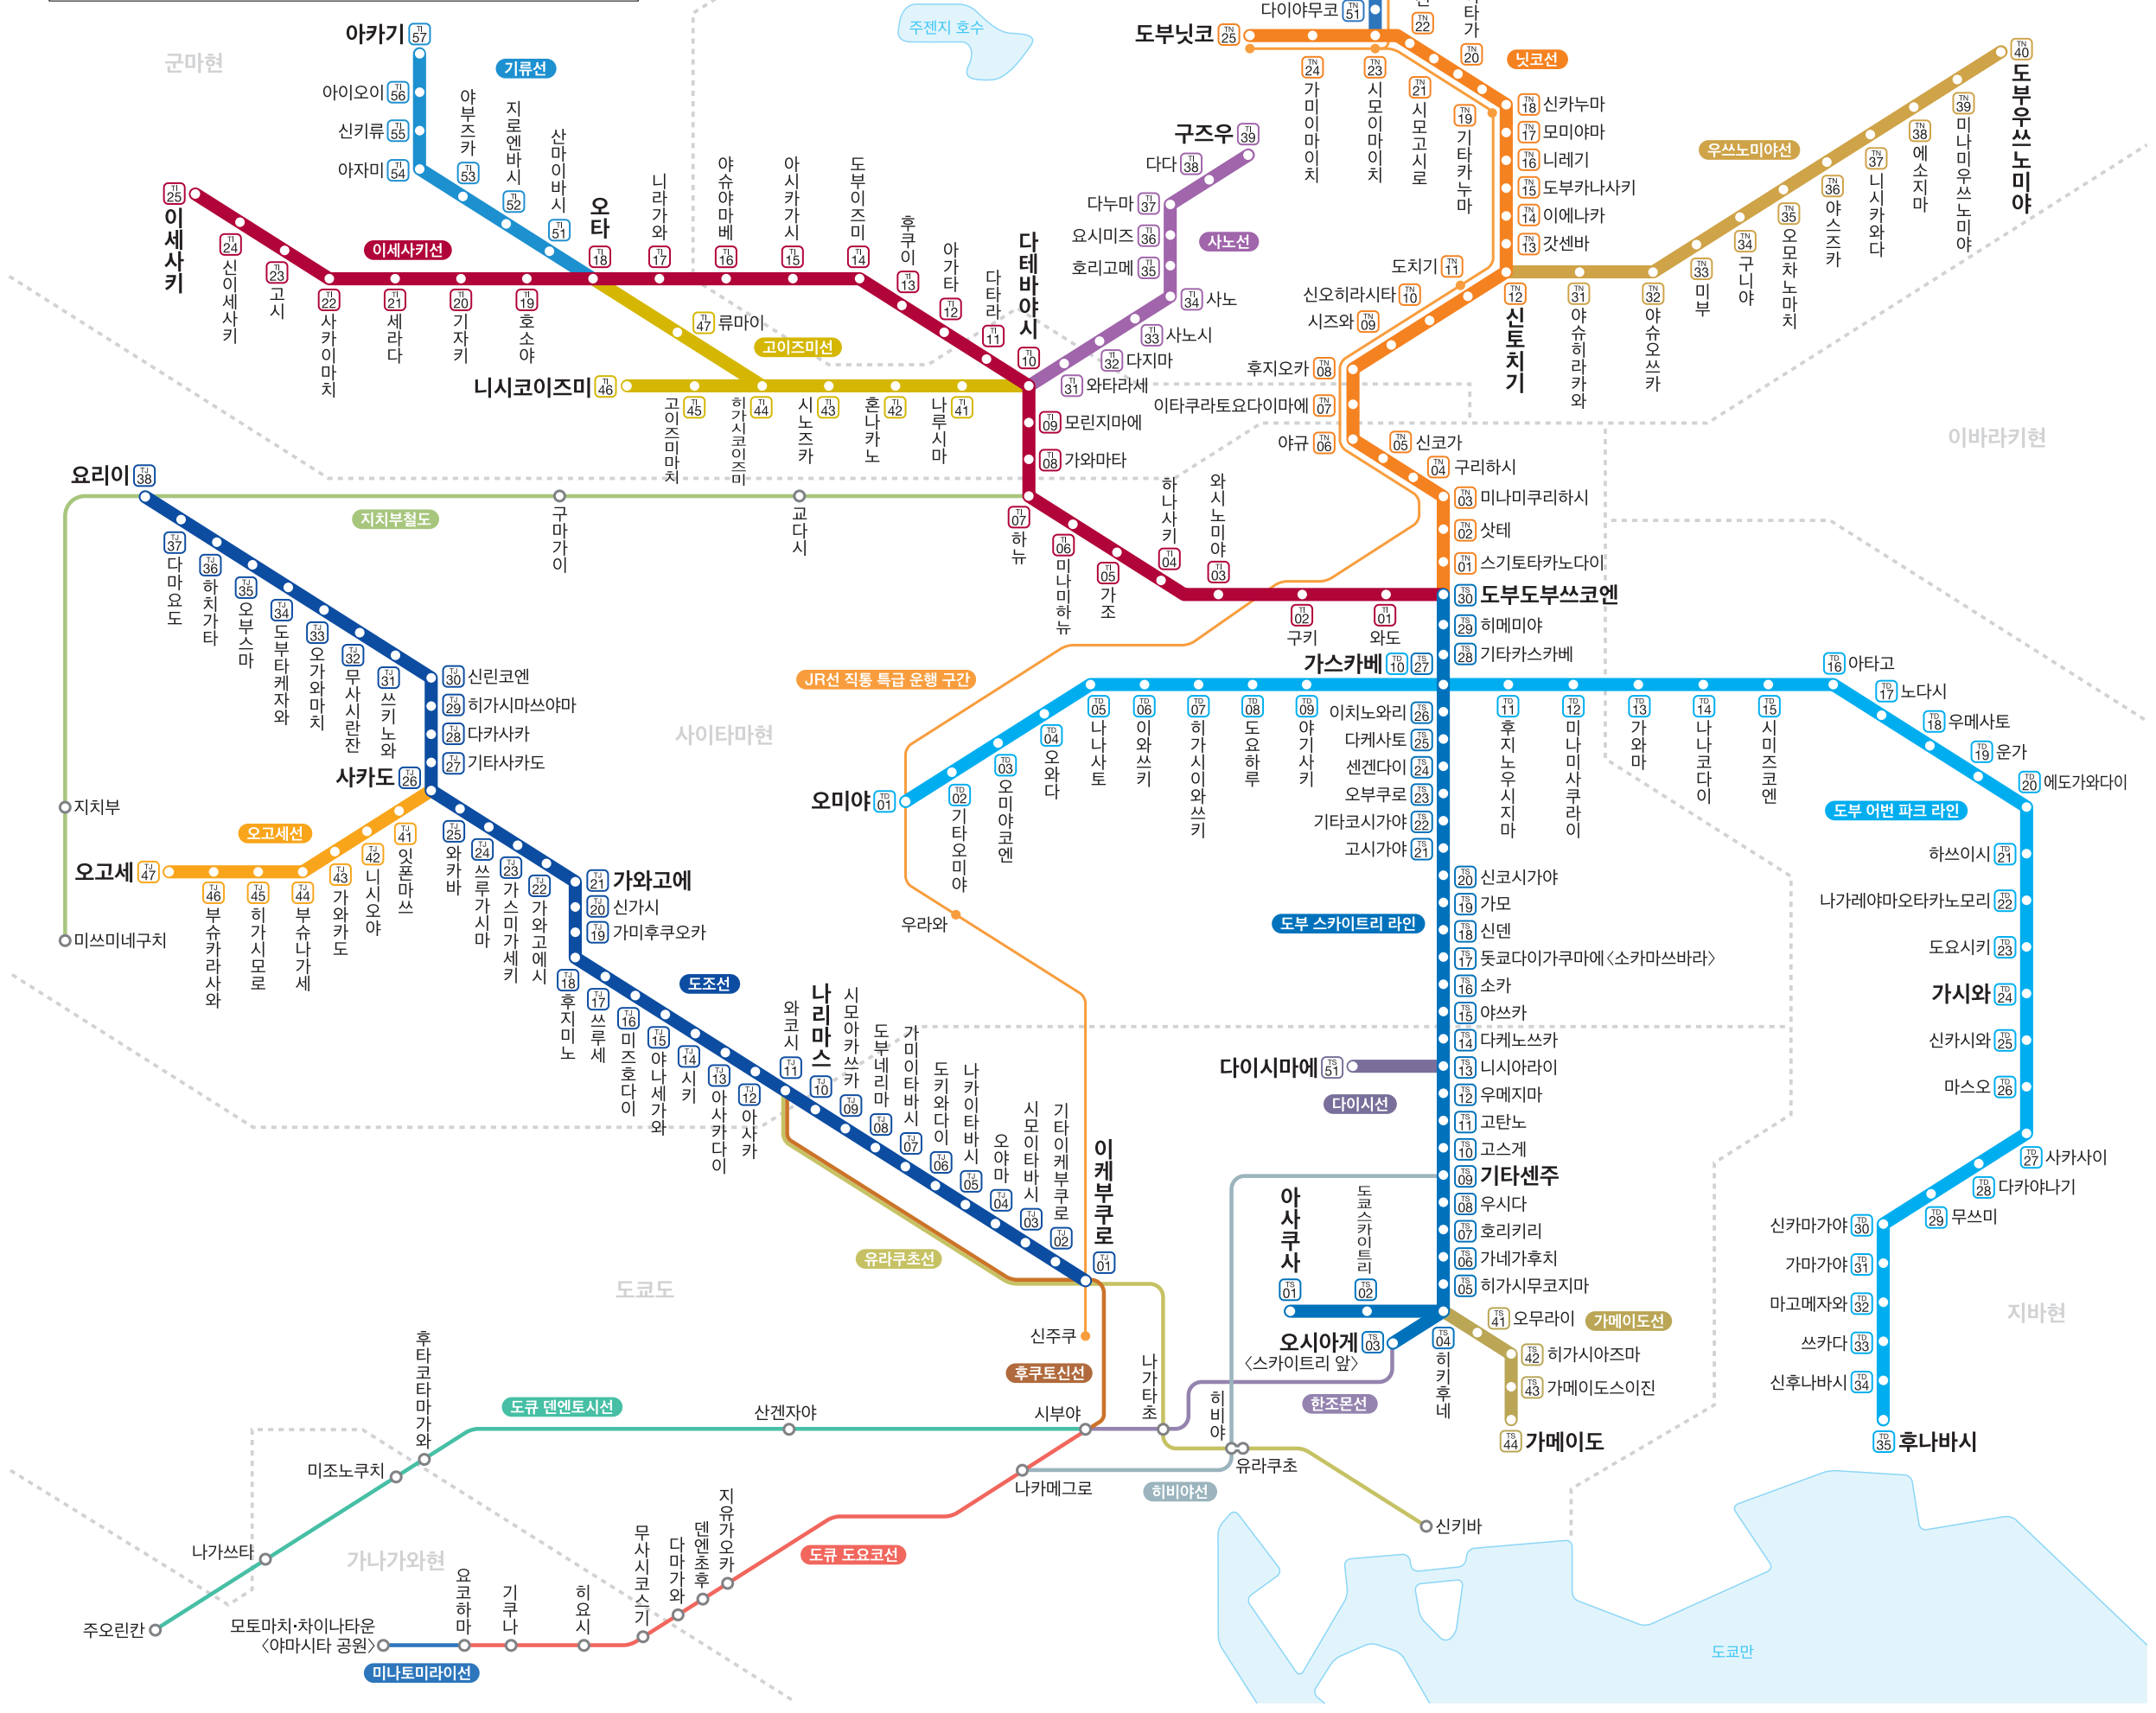 군마현
주젠지 호수
이바라키현
사이타마현
도쿄도
가나가와현
지바현
도쿄만
기류선
아카기 TI 57
아이오이 TI 56
신키류 TI 55
아자미 TI 54
TI 53 야부즈카
TI 52 지로엔바시
TI 51 산마이바시
이세사키선
TI 25 이세사키
TI 24 신이세사키
TI 23 고시
TI 22 사카이마치
TI 21 세라다
TI 20 기자키
TI 19 호소야
오타 TI 18
니라가와 TI 17
야슈야마베 TI 16
아시카가시 TI 15
도부이즈미 TI 14
후쿠이 TI 13
아가타 TI 12
다타라 TI 11
다테바야시 TI 10
TI 09 모린지마에
TI 08 가와마타
TI 07 하뉴
TI 06 미나미하뉴
TI 05 가조
하나사키 TI 04
와시노미야 TI 03
TI 02 구키
TI 01 와도
고이즈미선
TI 47 류마이
니시코이즈미 TI 46
고이즈미마치 TI 45
히가시코이즈미 TI 44
시노즈카 TI 43
혼나카노 TI 42
나루시마 TI 41
사노선
구즈우 TI 39
다다 TI 38
다누마 TI 37
요시미즈 TI 36
호리고메 TI 35
TI 34 사노
TI 33 사노시
TI 32 다지마
TI 31 와타라세
다이야무코 TI 51
닛코선
도부닛코 TN 25
TN 24 가미이마이치
TN 23 시모이마이치
TN 22
TN 21 시모고시로
타가 TN 20
TN 19 기타카누마
TN 18 신카누마
TN 17 모미야마
TN 16 니레기
TN 15 도부카나사키
TN 14 이에나카
TN 13 갓센바
TN 12 신토치기
도치기 TN 11
신오히라시타 TN 10
시즈와 TN 09
후지오카 TN 08
이타쿠라토요다이마에 TN 07
야규 TN 06
TN 05 신코가
TN 04 구리하시
TN 03 미나미쿠리하시
TN 02 삿테
TN 01 스기토타카노다이
우쓰노미야선
TN 40 도부우쓰노미야
TN 39 미나미우쓰노미야
TN 38 에소지마
TN 37 니시카와다
TN 36 야스즈카
TN 35 오모차노마치
TN 34 구니야
TN 33 미부
TN 32 야슈오쓰카
TN 31 야슈히라카와
도부 스카이트리 라인
TS 30 도부도부쓰코엔
TS 29 히메미야
TS 28 기타카스카베
가스카베 TD 10 TS 27
이치노와리 TS 26
다케사토 TS 25
센겐다이 TS 24
오부쿠로 TS 23
기타코시가야 TS 22
고시가야 TS 21
TS 20 신코시가야
TS 19 가모
TS 18 신덴
TS 17 돗쿄다이가쿠마에〈소카마쓰바라〉
TS 16 소카
TS 15 야쓰카
TS 14 다케노쓰카
TS 13 니시아라이
TS 12 우메지마
TS 11 고탄노
TS 10 고스게
TS 09 기타센주
TS 08 우시다
TS 07 호리키리
TS 06 가네가후치
TS 05 히가시무코지마
TS 04 히키후네
오시아게 TS 03
〈스카이트리 앞〉
도쿄스카이트리 TS 02
아사쿠사 TS 01
다이시마에 TS 51
다이시선
가메이도선
TS 41 오무라이
TS 42 히가시아즈마
TS 43 가메이도스이진
TS 44 가메이도
도부 어번 파크 라인
오미야 TD 01
TD 02 기타오미야
TD 03 오미야코엔
TD 04 오와다
TD 05 나나사토
TD 06 이와쓰키
TD 07 히가시이와쓰키
TD 08 도요하루
TD 09 야기사키
TD 11 후지노우시지마
TD 12 미나미사쿠라이
TD 13 가와마
TD 14 나나코다이
TD 15 시미즈코엔
TD 16 아타고
TD 17 노다시
TD 18 우메사토
TD 19 운가
TD 20 에도가와다이
하쓰이시 TD 21
나가레야마오타카노모리 TD 22
도요시키 TD 23
가시와 TD 24
신카시와 TD 25
마스오 TD 26
TD 27 사카사이
TD 28 다카야나기
TD 29 무쓰미
신카마가야 TD 30
가마가야 TD 31
마고메자와 TD 32
쓰카다 TD 33
신후나바시 TD 34
TD 35 후나바시
도조선
요리이 TJ 38
TJ 37 다마요도
TJ 36 하치가타
TJ 35 오부스마
TJ 34 도부타케자와
TJ 33 오가와마치
TJ 32 무사시란잔
TJ 31 쓰키노와
TJ 30 신린코엔
TJ 29 히가시마쓰야마
TJ 28 다카사카
TJ 27 기타사카도
사카도 TJ 26
TJ 25 와카바
TJ 24 쓰루가시마
TJ 23 가스미가세키
TJ 22 가와고에시
TJ 21 가와고에
TJ 20 신가시
TJ 19 가미후쿠오카
TJ 18 후지미노
TJ 17 쓰루세
TJ 16 미즈호다이
TJ 15 야나세가와
TJ 14 시키
TJ 13 아사카다이
TJ 12 아사카
와코시 TJ 11
나리마스 TJ 10
시모아카쓰카 TJ 09
도부네리마 TJ 08
가미이타바시 TJ 07
도키와다이 TJ 06
나카이타바시 TJ 05
오야마 TJ 04
시모이타바시 TJ 03
기타이케부쿠로 TJ 02
이케부쿠로 TJ 01
오고세선
오고세 TJ 47
TJ 46 부슈카라사와
TJ 45 히가시모로
TJ 44 부슈나가세
TJ 43 가와카도
TJ 42 니시오야
TJ 41 잇폰마쓰
지치부철도
구마가이
교다시
지치부
미쓰미네구치
JR선 직통 특급 운행 구간
우라와
신주쿠
유라쿠초선
후쿠토신선
한조몬선
히비야선
나가타초
히비야
유라쿠초
신키바
나카메그로
시부야
도큐 덴엔토시선
산겐자야
후타코타마가와
미조노쿠치
나가쓰타
주오린칸
도큐 도요코선
지유가오카
덴엔초후
다마가와
무사시코스기
히요시
기쿠나
요코하마
모토마치·차이나타운
〈야마시타 공원〉
미나토미라이선